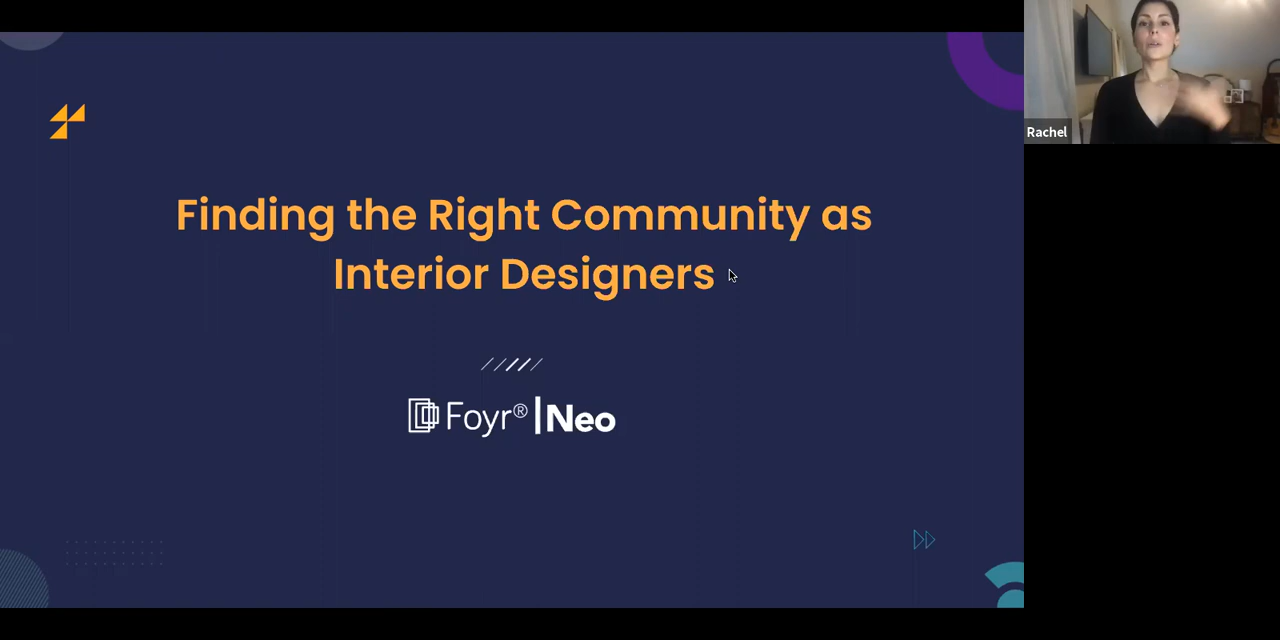 Finding the Right Community as
Interior Designers
Foyr® | Neo
Rachel